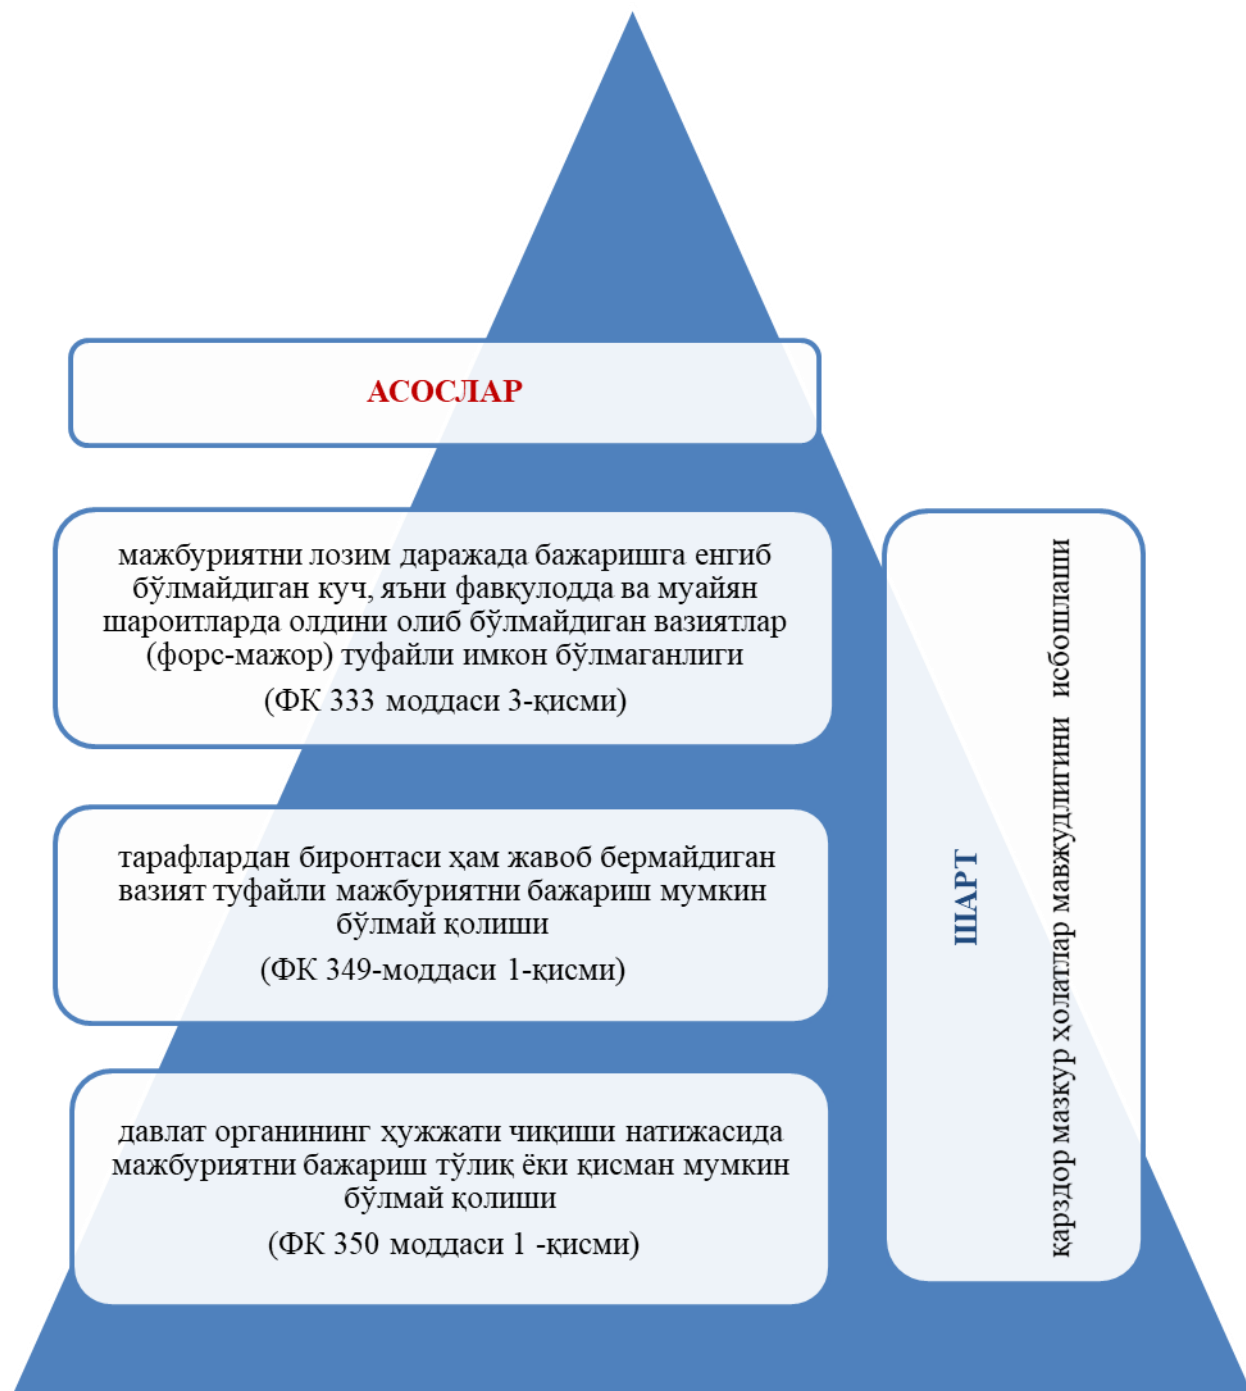 АСОСЛАР
мажбуриятни лозим даражада бажаришга енгиб
бўлмайдиган куч, яъни фавқулодда ва муайян
шароитларда олдини олиб бўлмайдиган вазиятлар
(форс-мажор) туфайли имкон бўлмаганлиги
(ФК 333 моддаси 3-қисми)
тарафлардан биронтаси ҳам жавоб бермайдиган
вазият туфайли мажбуриятни бажариш мумкин
бўлмай қолиши
(ФК 349-моддаси 1-қисми)
давлат органининг ҳужжати чиқиши натижасида
мажбуриятни бажариш тўлиқ ёки қисман мумкин
бўлмай қолиши
(ФК 350 моддаси 1 -қисми)
ШАРТ
қарздор мазкур ҳолатлар мавжудлигини исбошлаши